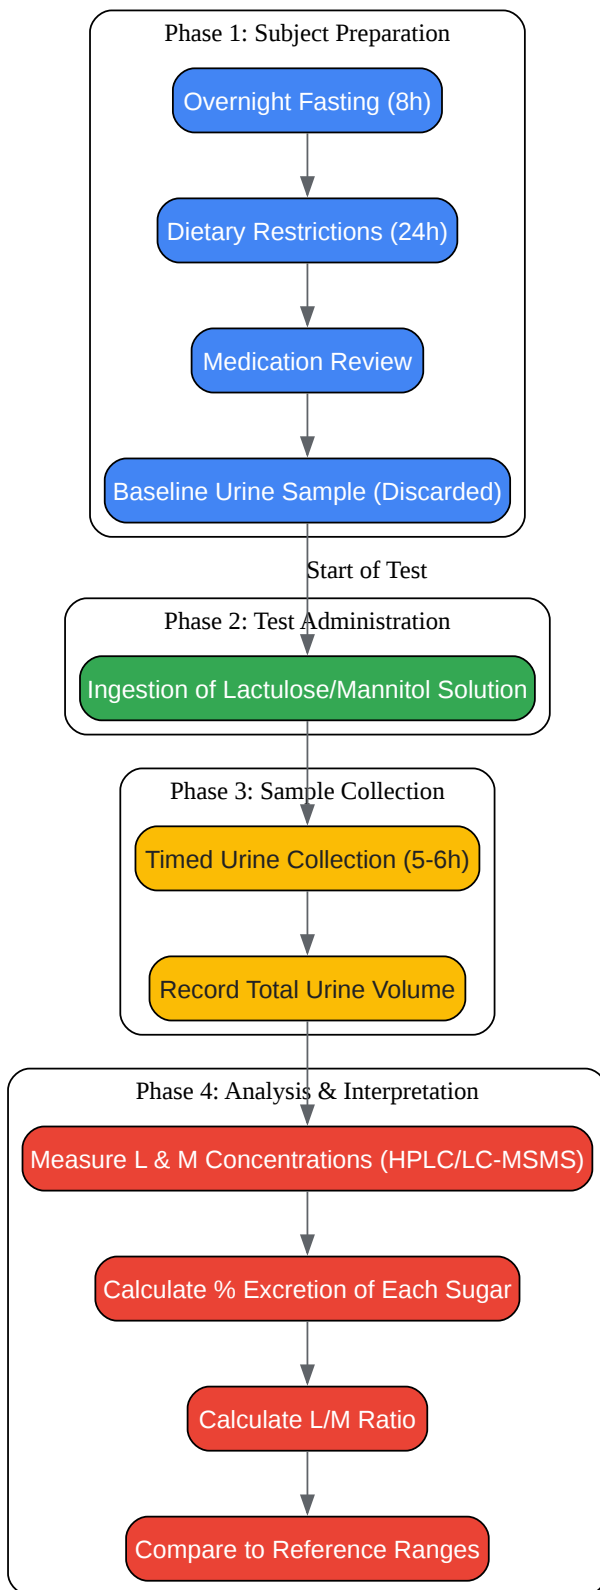 Phase 1: Subject Preparation
Overnight Fasting (8h)
Dietary Restrictions (24h)
Medication Review
Baseline Urine Sample (Discarded)
Start of Test
Phase 2: Test Administration
Ingestion of Lactulose/Mannitol Solution
Phase 3: Sample Collection
Timed Urine Collection (5-6h)
Record Total Urine Volume
Phase 4: Analysis & Interpretation
Measure L & M Concentrations (HPLC/LC-MSMS)
Calculate % Excretion of Each Sugar
Calculate L/M Ratio
Compare to Reference Ranges